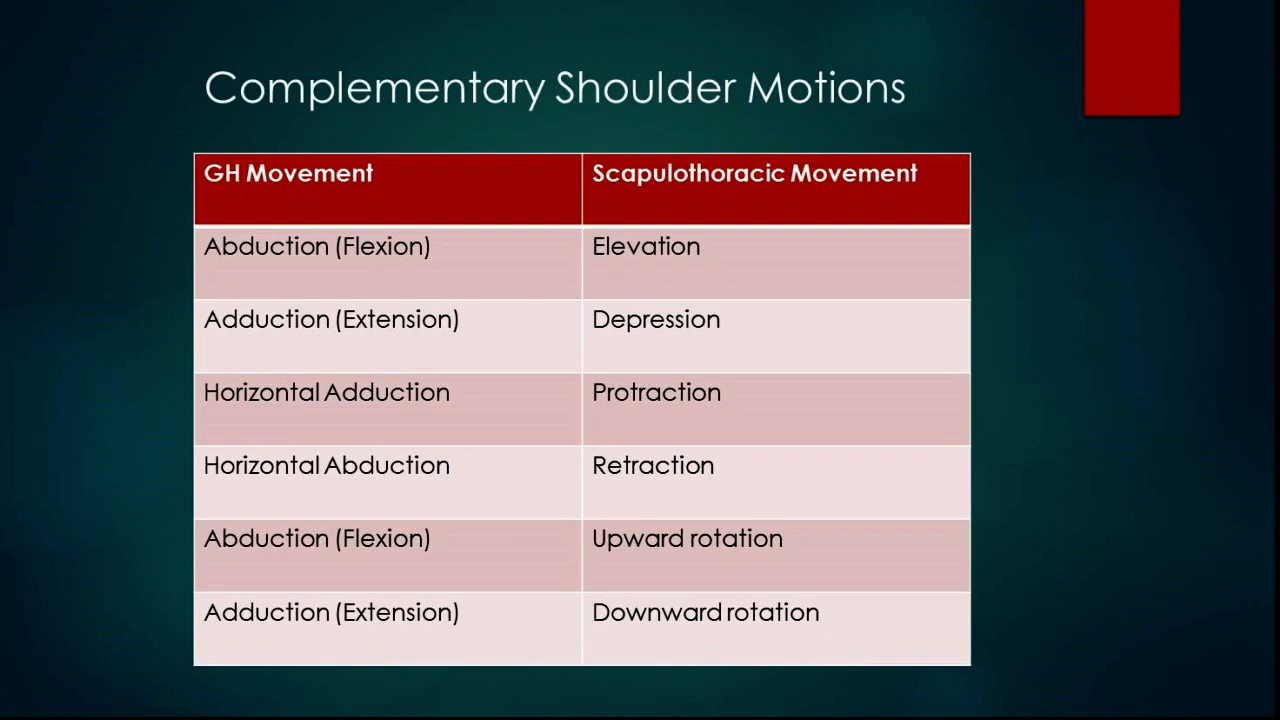 Complementary Shoulder Motions
GH Movement
Scapulothoracic Movement
Abduction (Flexion)
Elevation
Adduction (Extension)
Depression
Horizontal Adduction
Protraction
Horizontal Abduction
Retraction
Abduction (Flexion)
Upward rotation
Adduction (Extension)
Downward rotation